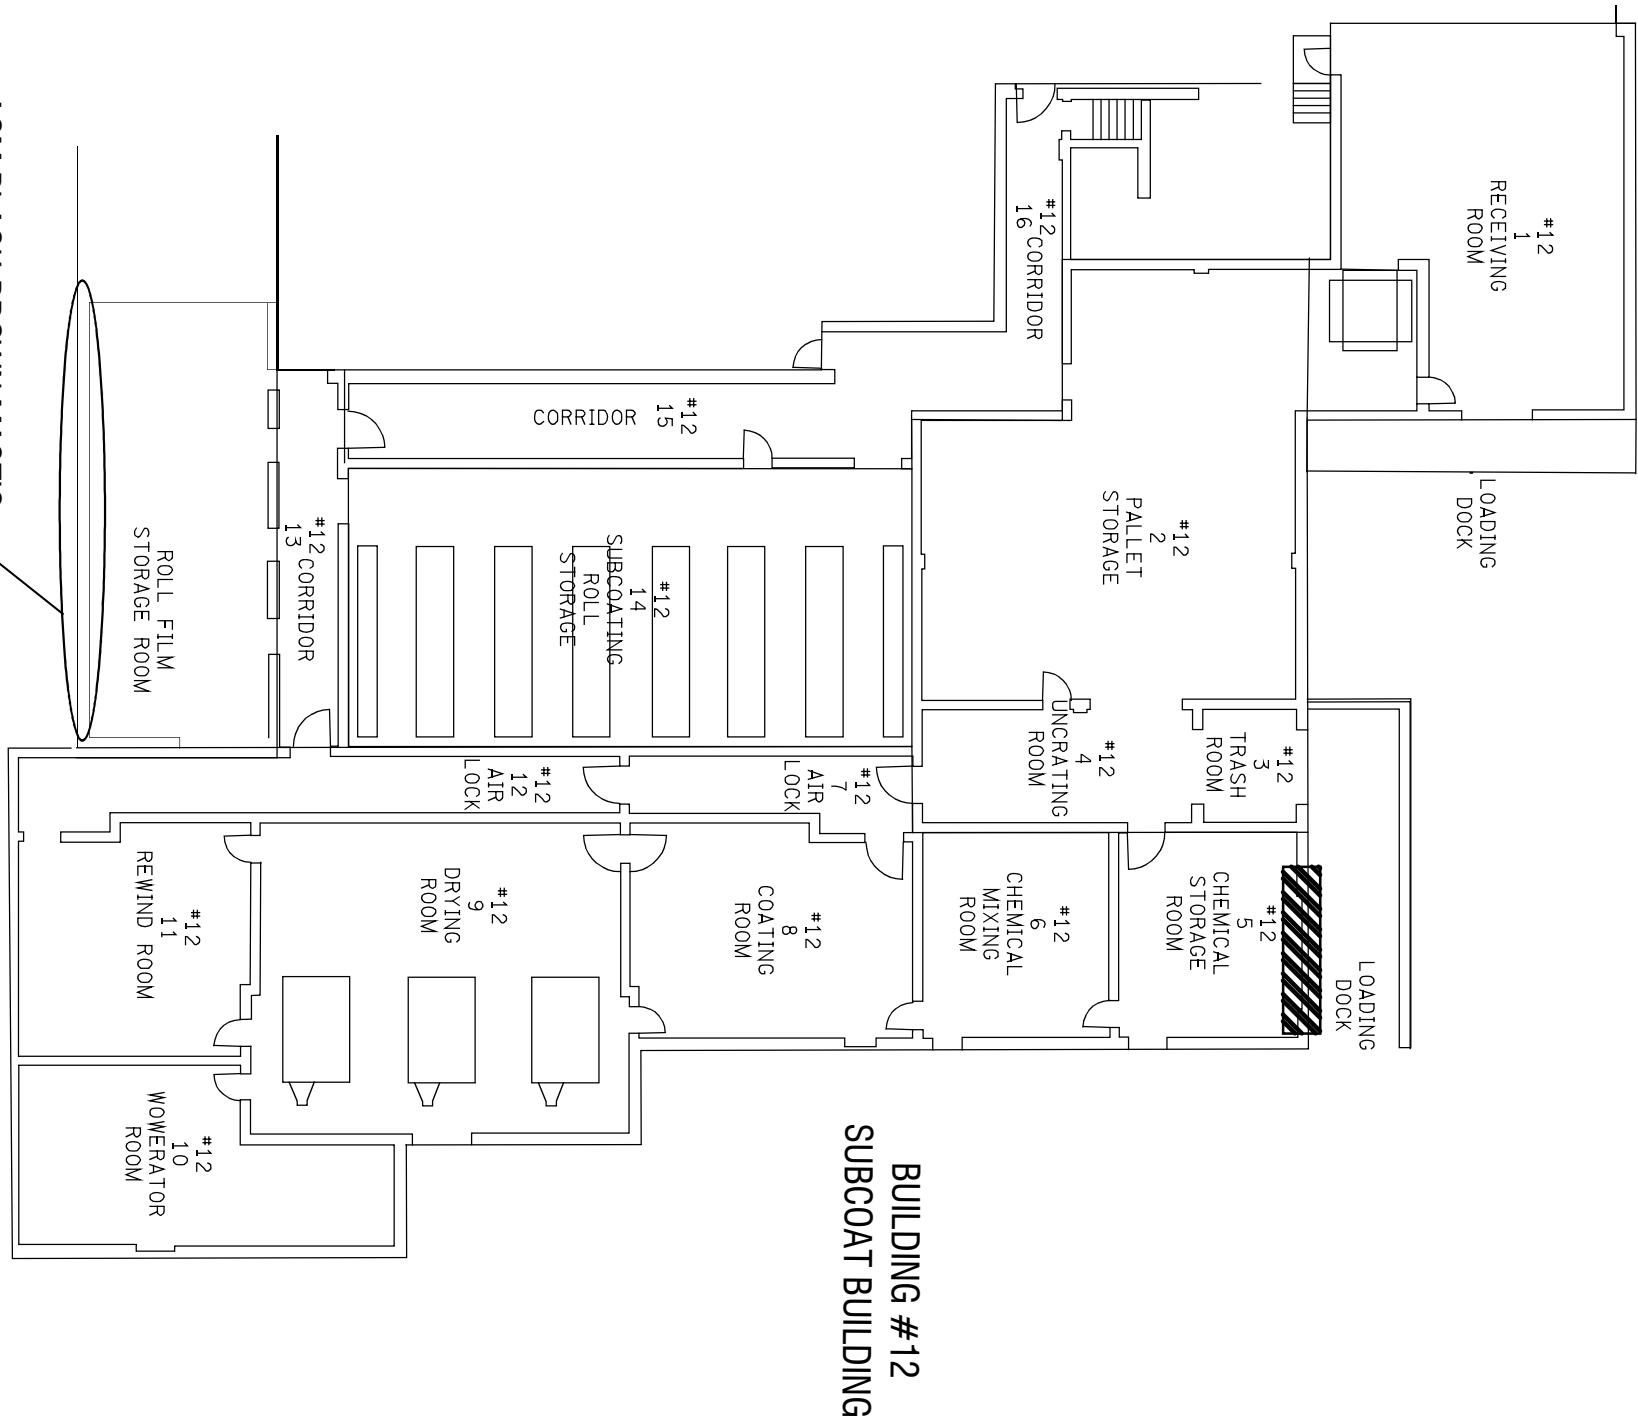 #12
1
RECEIVING
ROOM
LOADING
DOCK
#12
16 CORRIDOR
#12
2
PALLET
STORAGE
#12
15
CORRIDOR
#12
14
SUBCOATING
ROLL
STORAGE
#12
13 CORRIDOR
ROLL FILM
STORAGE ROOM
#12
3
TRASH
ROOM
#12
4
UNCRATING
ROOM
#12
7
AIR
LOCK
#12
12
AIR
LOCK
LOADING
DOCK
#12
5
CHEMICAL
STORAGE
ROOM
#12
6
CHEMICAL
MIXING
ROOM
#12
8
COATING
ROOM
#12
9
DRYING
ROOM
#12
11
REWIND ROOM
#12
10
WOWERATOR
ROOM
BUILDING #12
SUBCOAT BUILDING